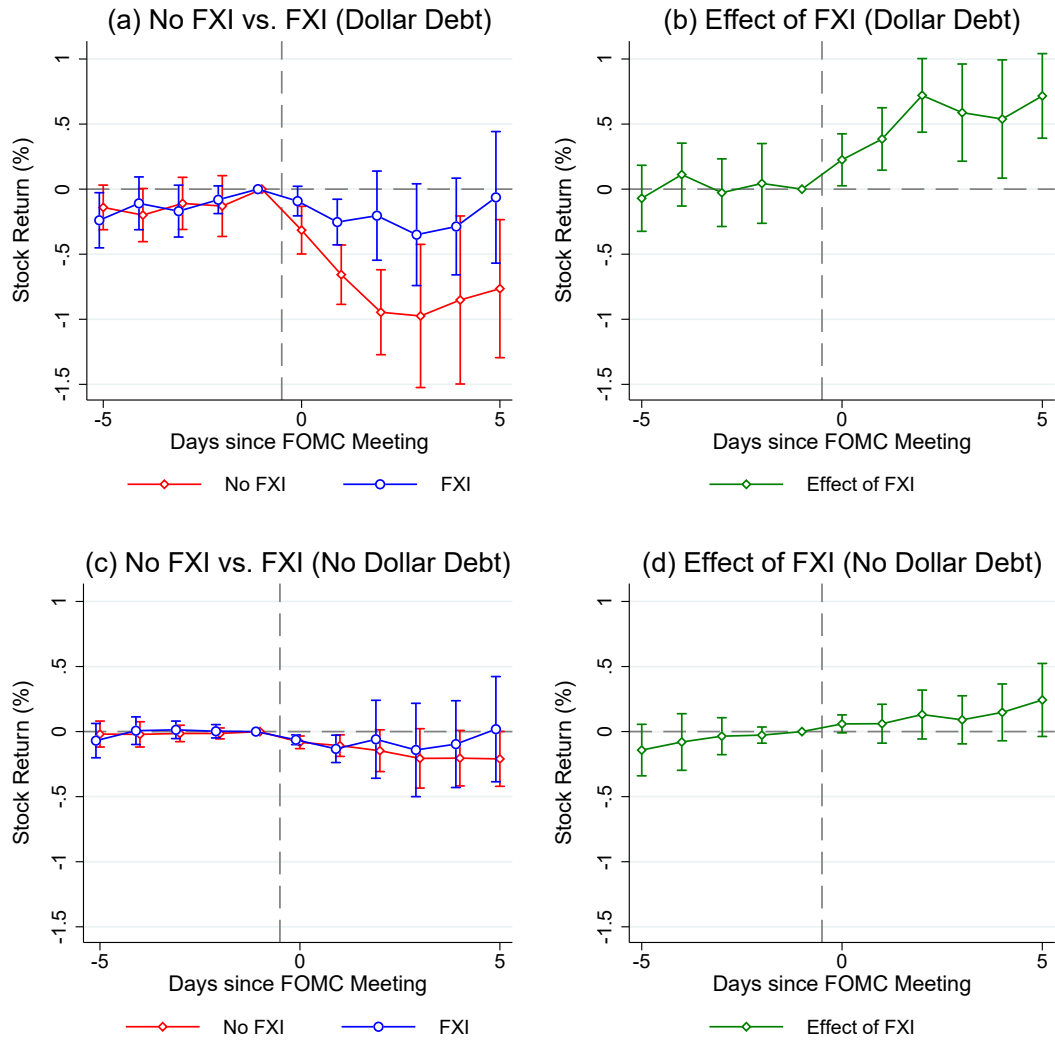 (a) No FXI vs. FXI (Dollar Debt)
Stock Return (%)
1
.5
0
-.5
-1
-1.5
-5
0
5
Days since FOMC Meeting
No FXI
FXI
(b) Effect of FXI (Dollar Debt)
Stock Return (%)
1
.5
0
-.5
-1
-1.5
-5
0
5
Days since FOMC Meeting
Effect of FXI
(c) No FXI vs. FXI (No Dollar Debt)
Stock Return (%)
1
.5
0
-.5
-1
-1.5
-5
0
5
Days since FOMC Meeting
No FXI
FXI
(d) Effect of FXI (No Dollar Debt)
Stock Return (%)
1
.5
0
-.5
-1
-1.5
-5
0
5
Days since FOMC Meeting
Effect of FXI